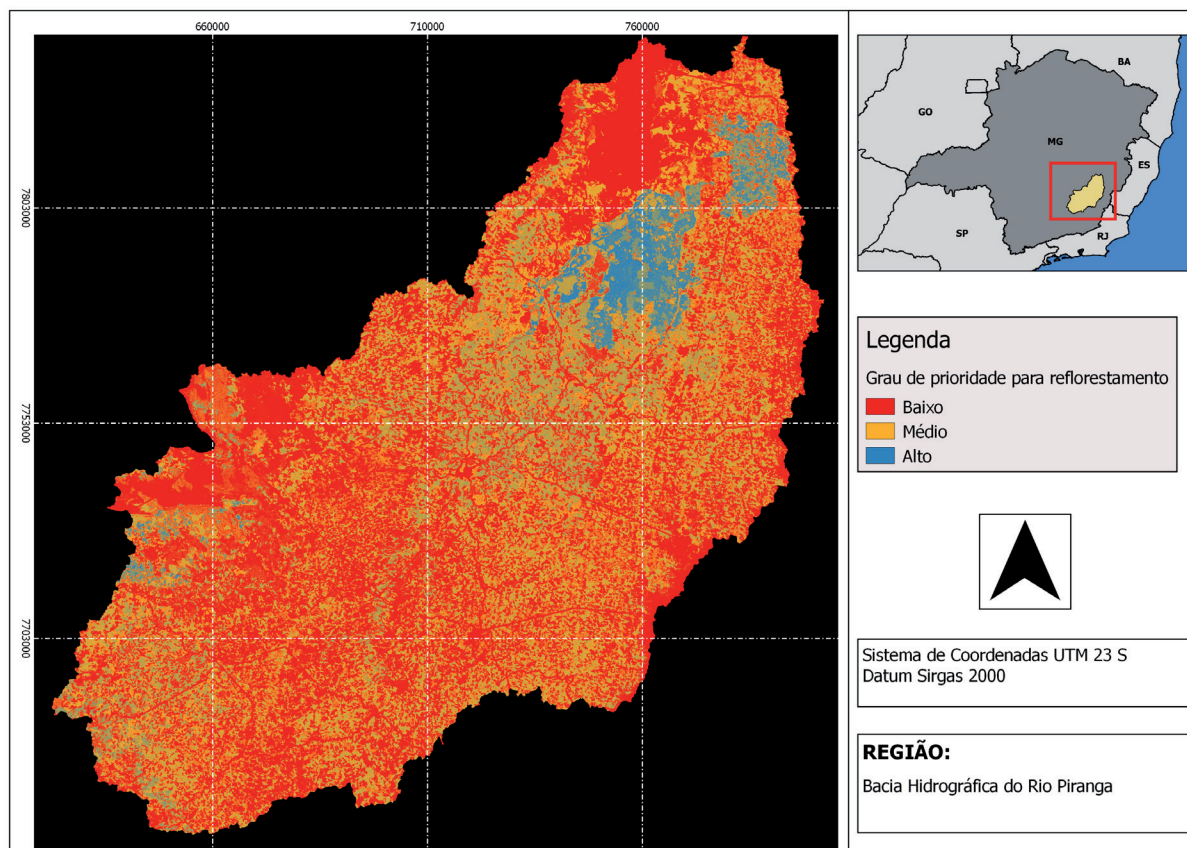 660000
710000
760000
7803000
7753000
7703000
BA
GO
MG
ES
SP
RJ
Legenda
Grau de prioridade para reflorestamento
Baixo
Médio
Alto
Sistema de Coordenadas UTM 23 S
Datum Sirgas 2000
REGIÃO:
Bacia Hidrográfica do Rio Piranga